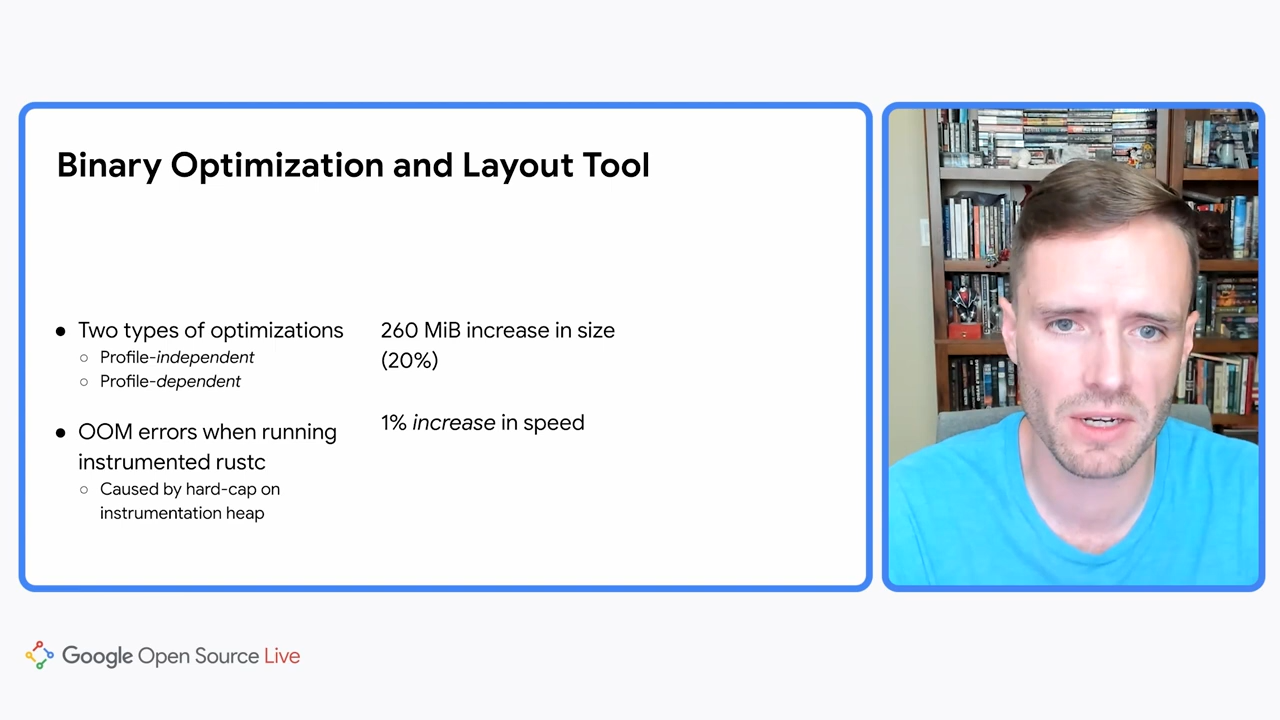 Binary Optimization and Layout Tool
● Two types of optimizations
○ Profile-independent
○ Profile-dependent
● OOM errors when running
instrumented rustc
○ Caused by hard-cap on
instrumentation heap
260 MiB increase in size
(20%)
1% increase in speed
Google Open Source Live